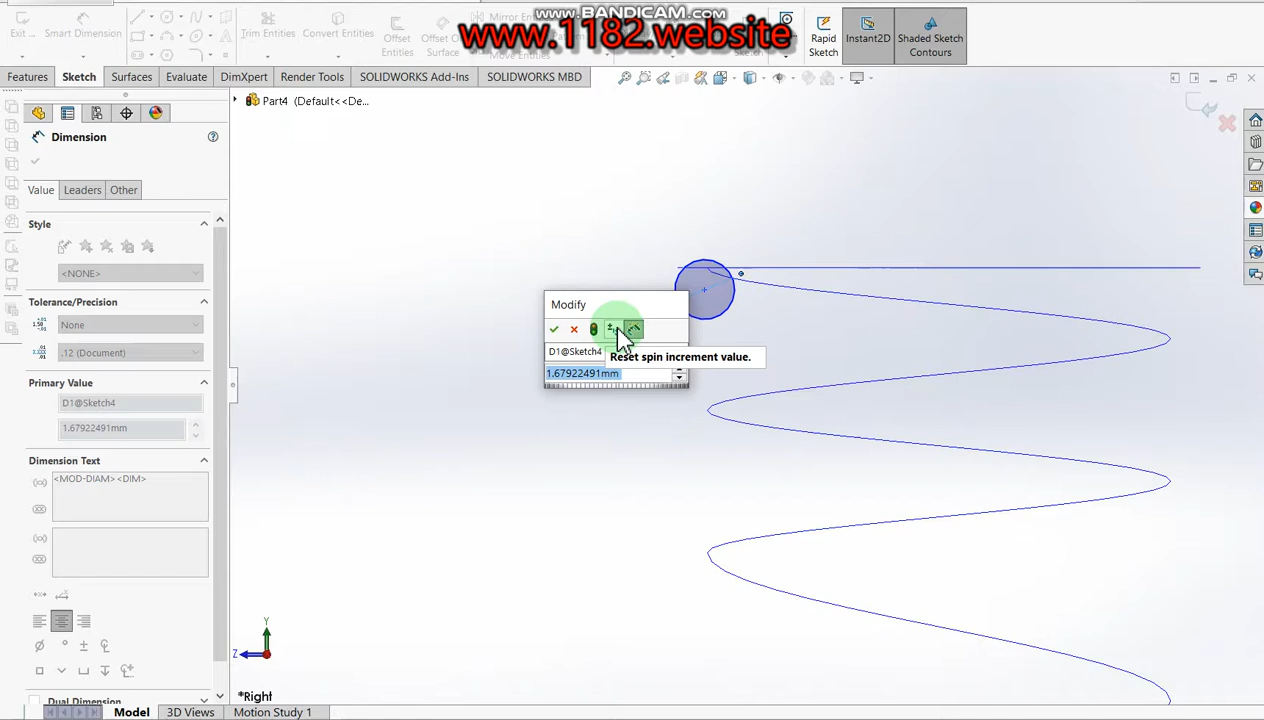 WWW.BANDICAM.COM
www.1182.website
Exit
Smart Dimension
Trim Entities
Convert Entities
Offset Entities
Offset On Surface
Mirror Entities
Move Entities
Rapid Sketch
Instant2D
Shaded Sketch Contours
Features
Sketch
Surfaces
Evaluate
DimXpert
Render Tools
SOLIDWORKS Add-Ins
SOLIDWORKS MBD
Part4 (Default<<De...
Dimension
Value
Leaders
Other
Style
<NONE>
Tolerance/Precision
None
.12 (Document)
Primary Value
D1@Sketch4
1.67922491mm
Dimension Text
<MOD-DIAM><DIM>
Dual Dimension
Modify
D1@Sketch4
Reset spin increment value.
1.67922491mm
Y
Z
*Right
Model
3D Views
Motion Study 1